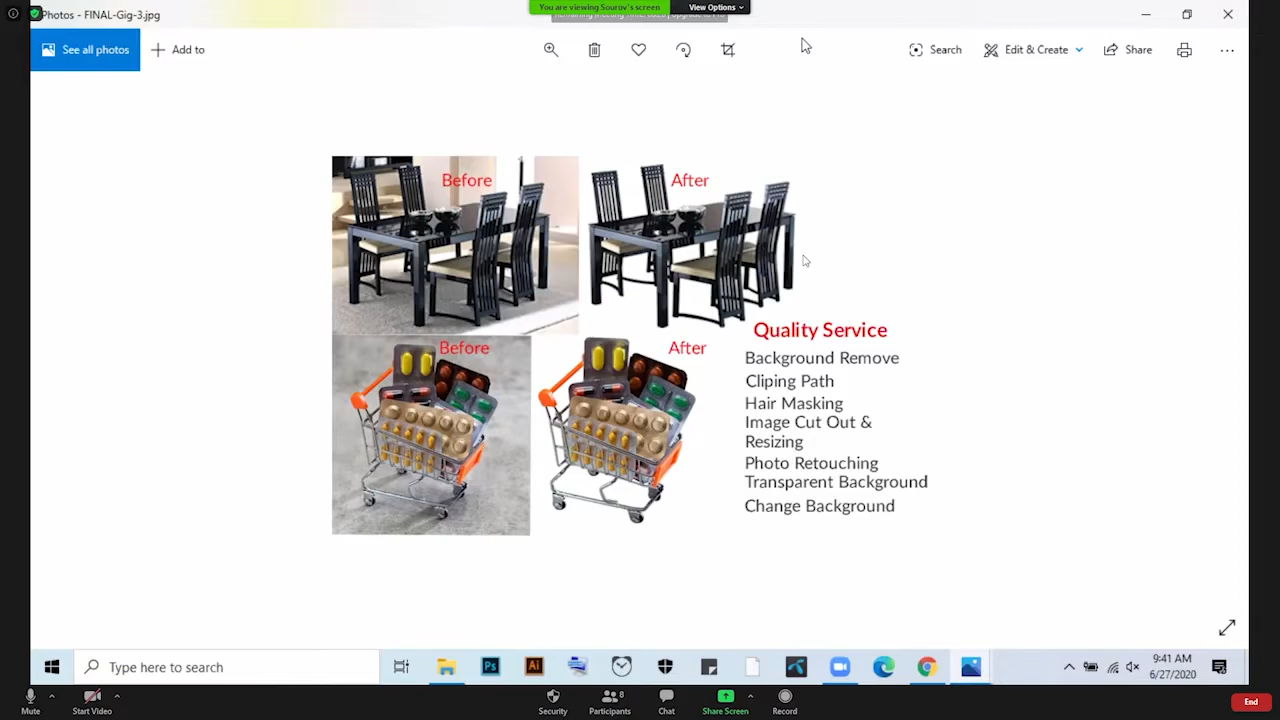 Photos - FINAL-Gig-3.jpg
You are viewing Sourov's screen
View Options
See all photos
Add to
Search
Edit & Create
Share
Before
After
Before
After
Quality Service
Background Remove
Cliping Path
Hair Masking
Image Cut Out &
Resizing
Photo Retouching
Transparent Background
Change Background
Ps
Ai
Type here to search
9:41 AM
6/27/2020
Mute
Start Video
Security
8
Participants
Chat
Share Screen
Record
End